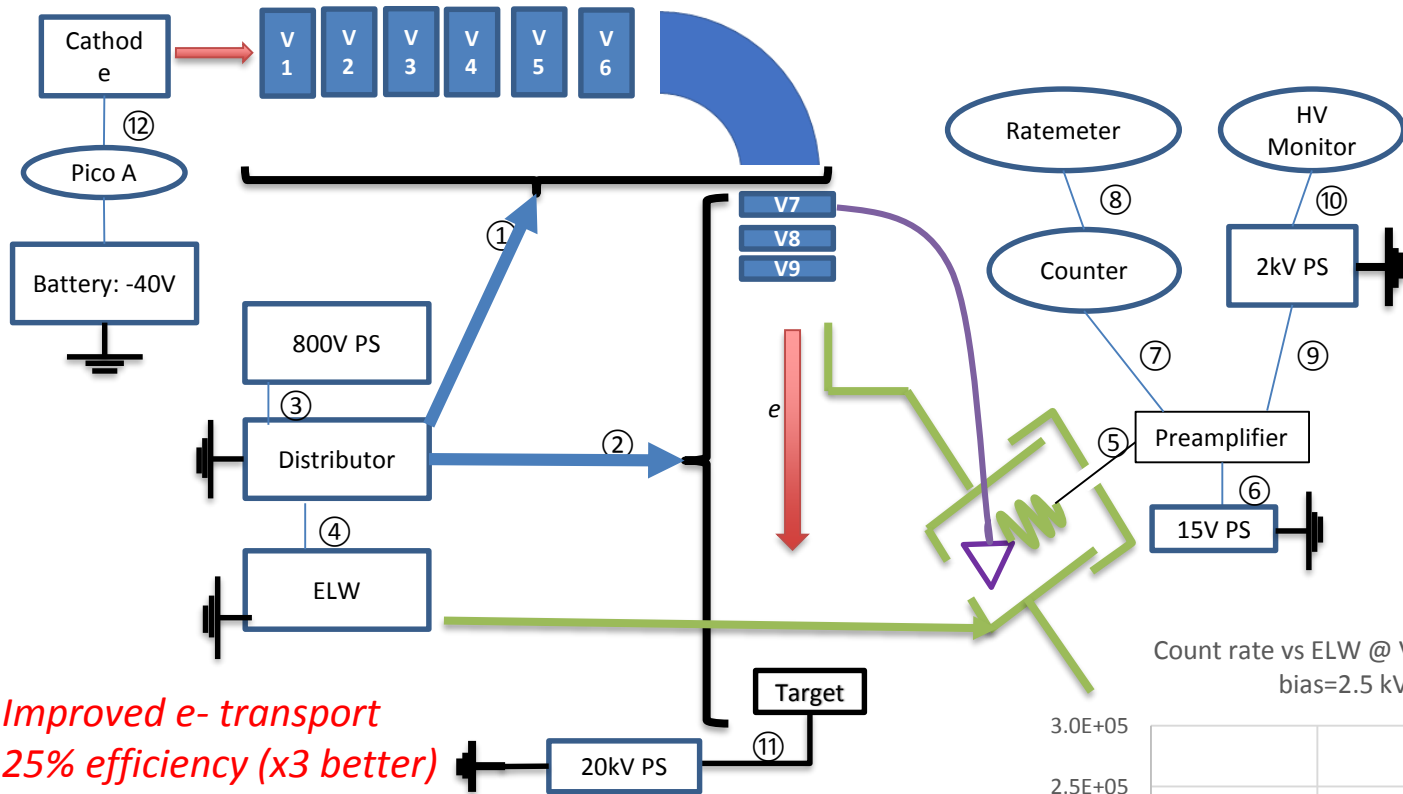 Cathod
e
V
1
V
2
V
3
V
4
V
5
V
6
⑫
Pico A
Battery: -40V
Ratemeter
HV
Monitor
⑧
⑩
Counter
2kV PS
①
V7
V8
V9
800V PS
③
Distributor
②
④
ELW
e
⑦
⑨
Preamplifier
⑤
⑥
15V PS
Target
⑪
20kV PS
Improved e- transport
25% efficiency (x3 better)
Count rate vs ELW @ V
bias=2.5 kV
3.0E+05
2.5E+05